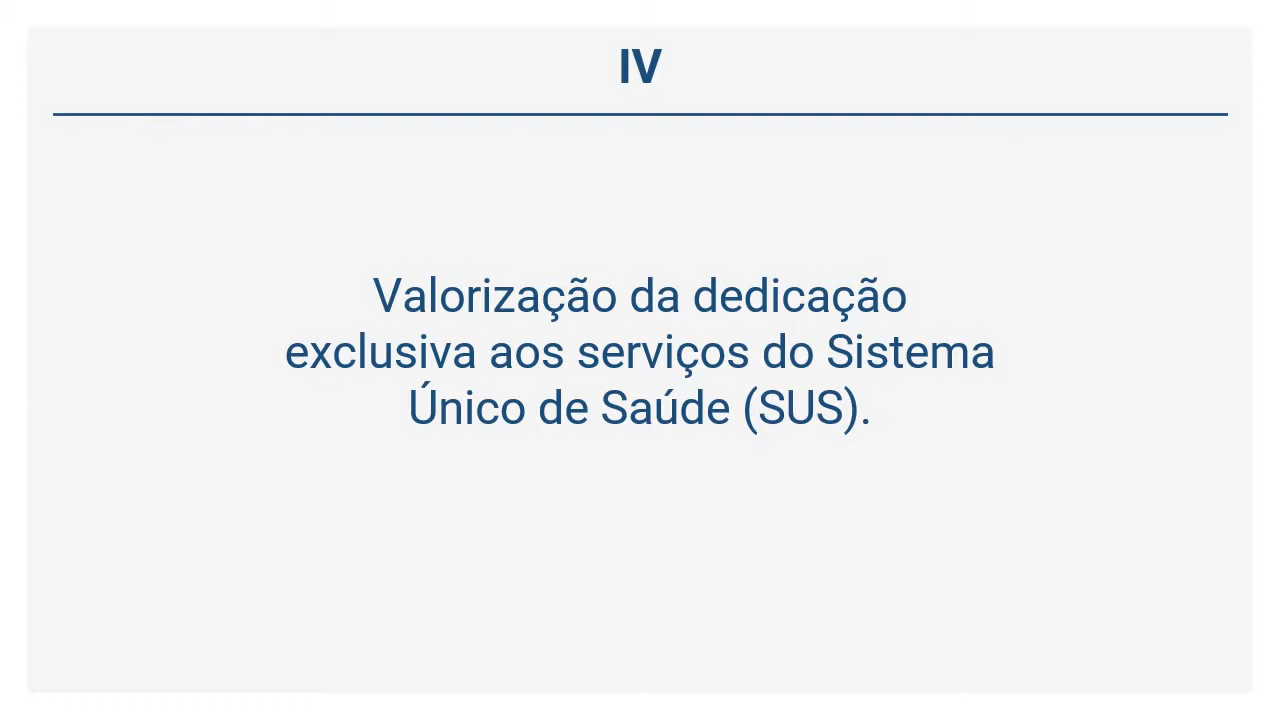 IV
Valorização da dedicação
exclusiva aos serviços do Sistema
Único de Saúde (SUS).